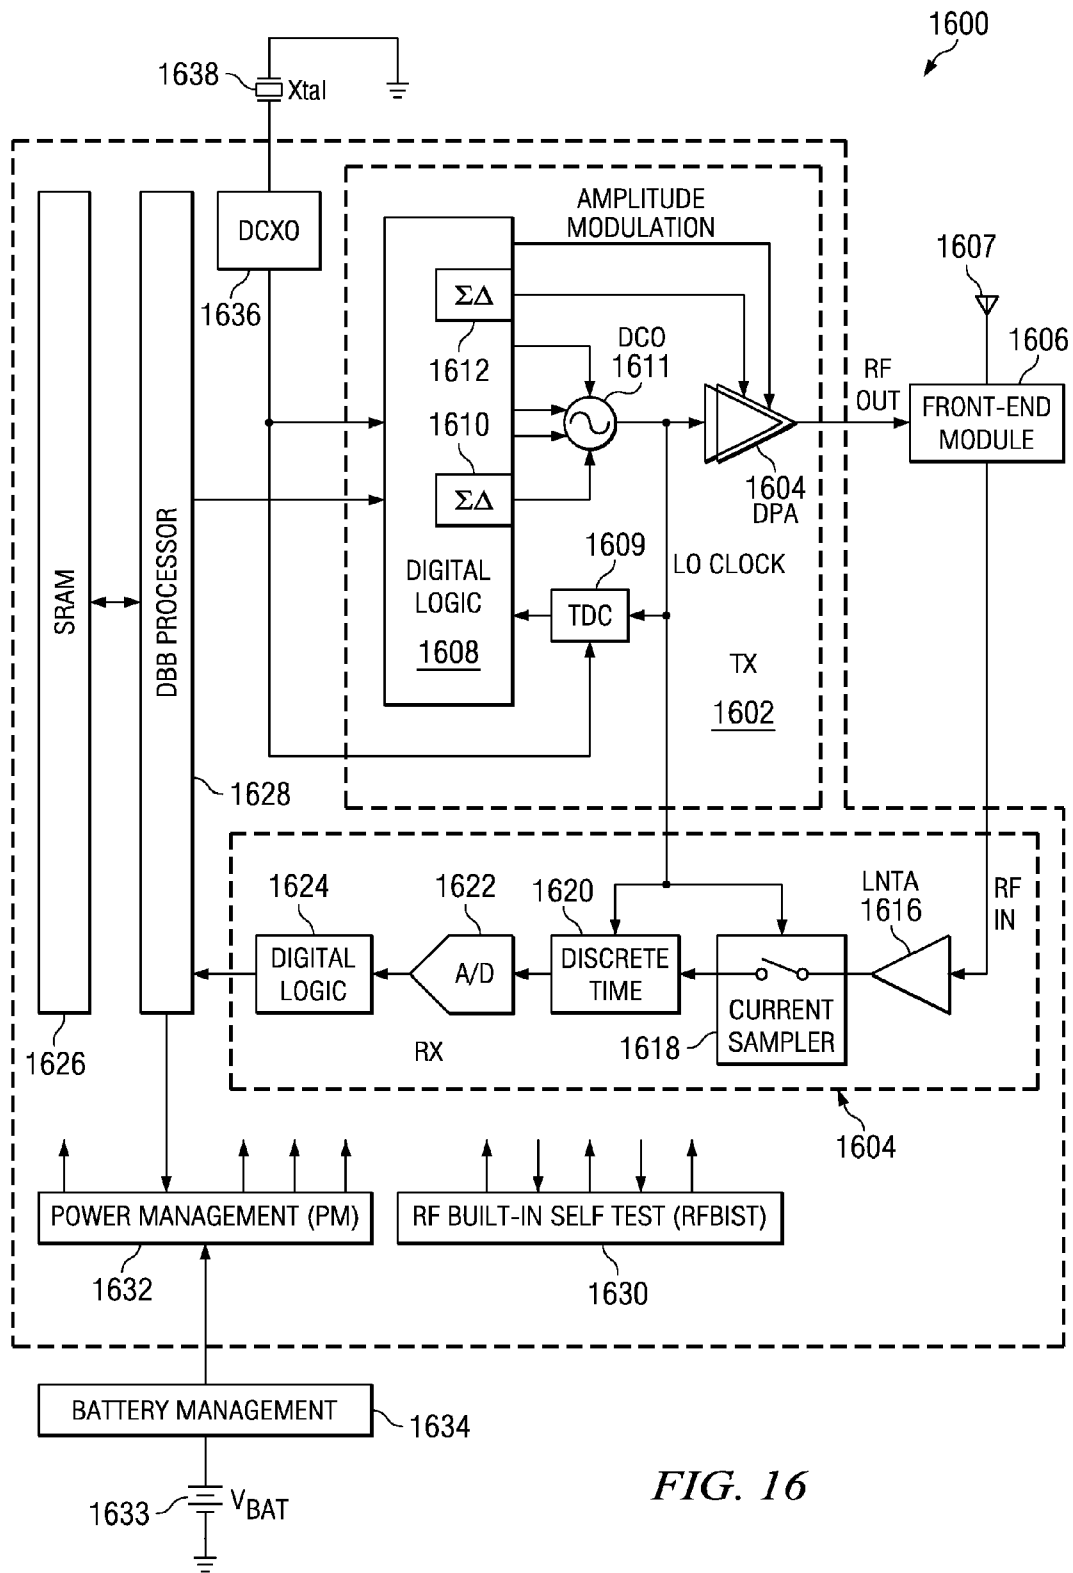 1600
1638
Xtal
DCXO
1636
AMPLITUDE
MODULATION
ΣΔ
1612
DCO
1611
1610
ΣΔ
1604
DPA
RF
OUT
1607
1606
FRONT-END
MODULE
1609
TDC
LO CLOCK
DIGITAL
LOGIC
1608
TX
1602
SRAM
DBB PROCESSOR
1628
1624
DIGITAL
LOGIC
1622
A/D
1620
DISCRETE
TIME
LNTA
1616
RF
IN
CURRENT
SAMPLER
1618
RX
1626
1604
POWER MANAGEMENT (PM)
1632
RF BUILT-IN SELF TEST (RFBIST)
1630
BATTERY MANAGEMENT
1634
1633
VBAT
FIG. 16